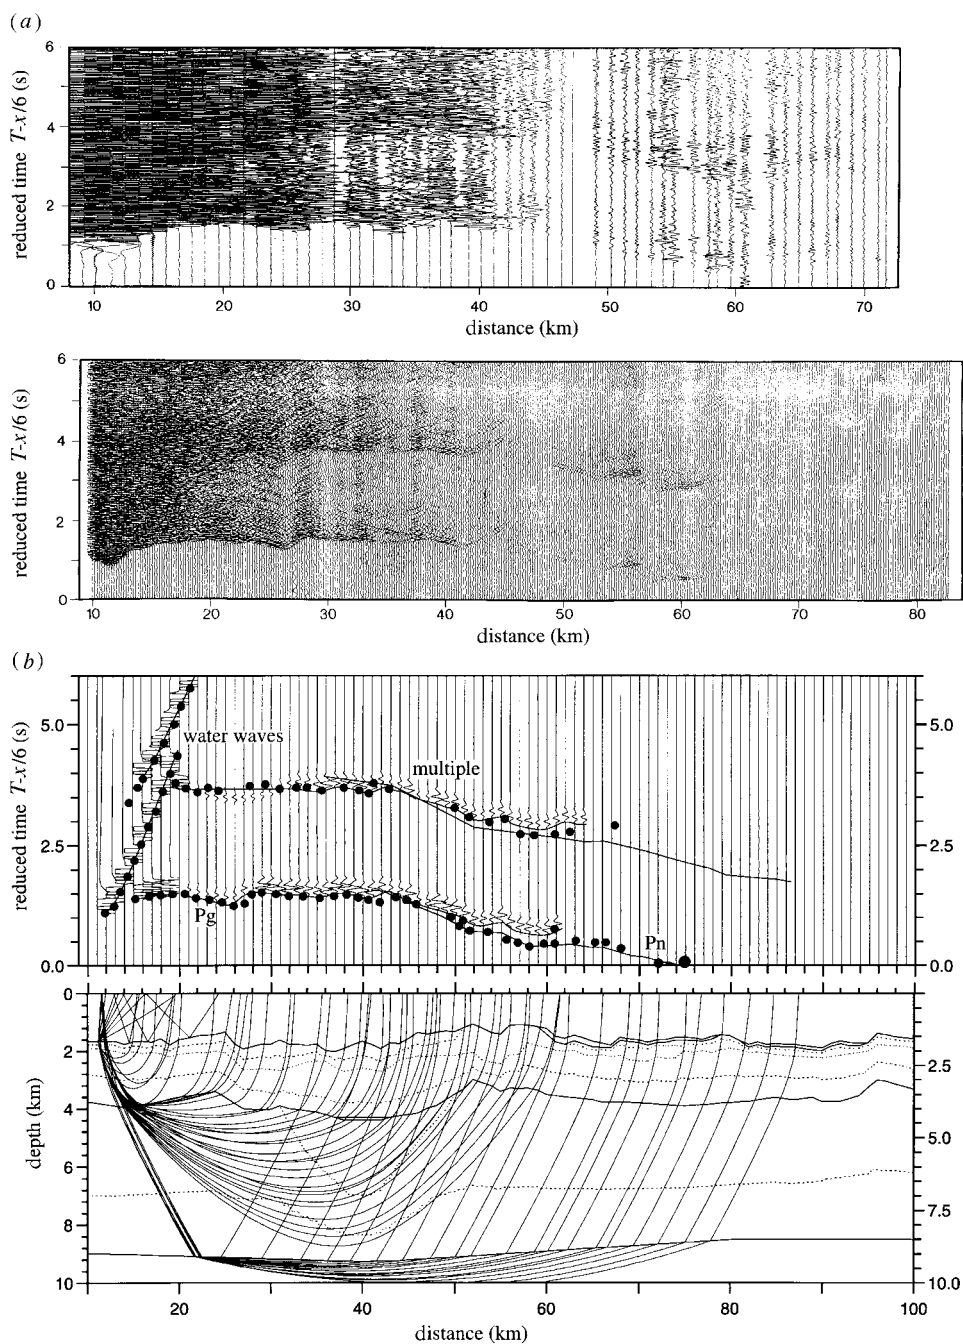 (a)
6
4
2
0
reduced time T-x/6 (s)
10 20 30 40 50 60 70
distance (km)
6
4
2
0
reduced time T-x/6 (s)
10 20 30 40 50 60 70 80
distance (km)
(b)
5.0
2.5
0.0
reduced time T-x/6 (s)
water waves
multiple
Pg
Pn
5.0
2.5
0.0
0
2
4
6
8
10
depth (km)
2.5
5.0
7.5
10.0
20 40 60 80 100
distance (km)